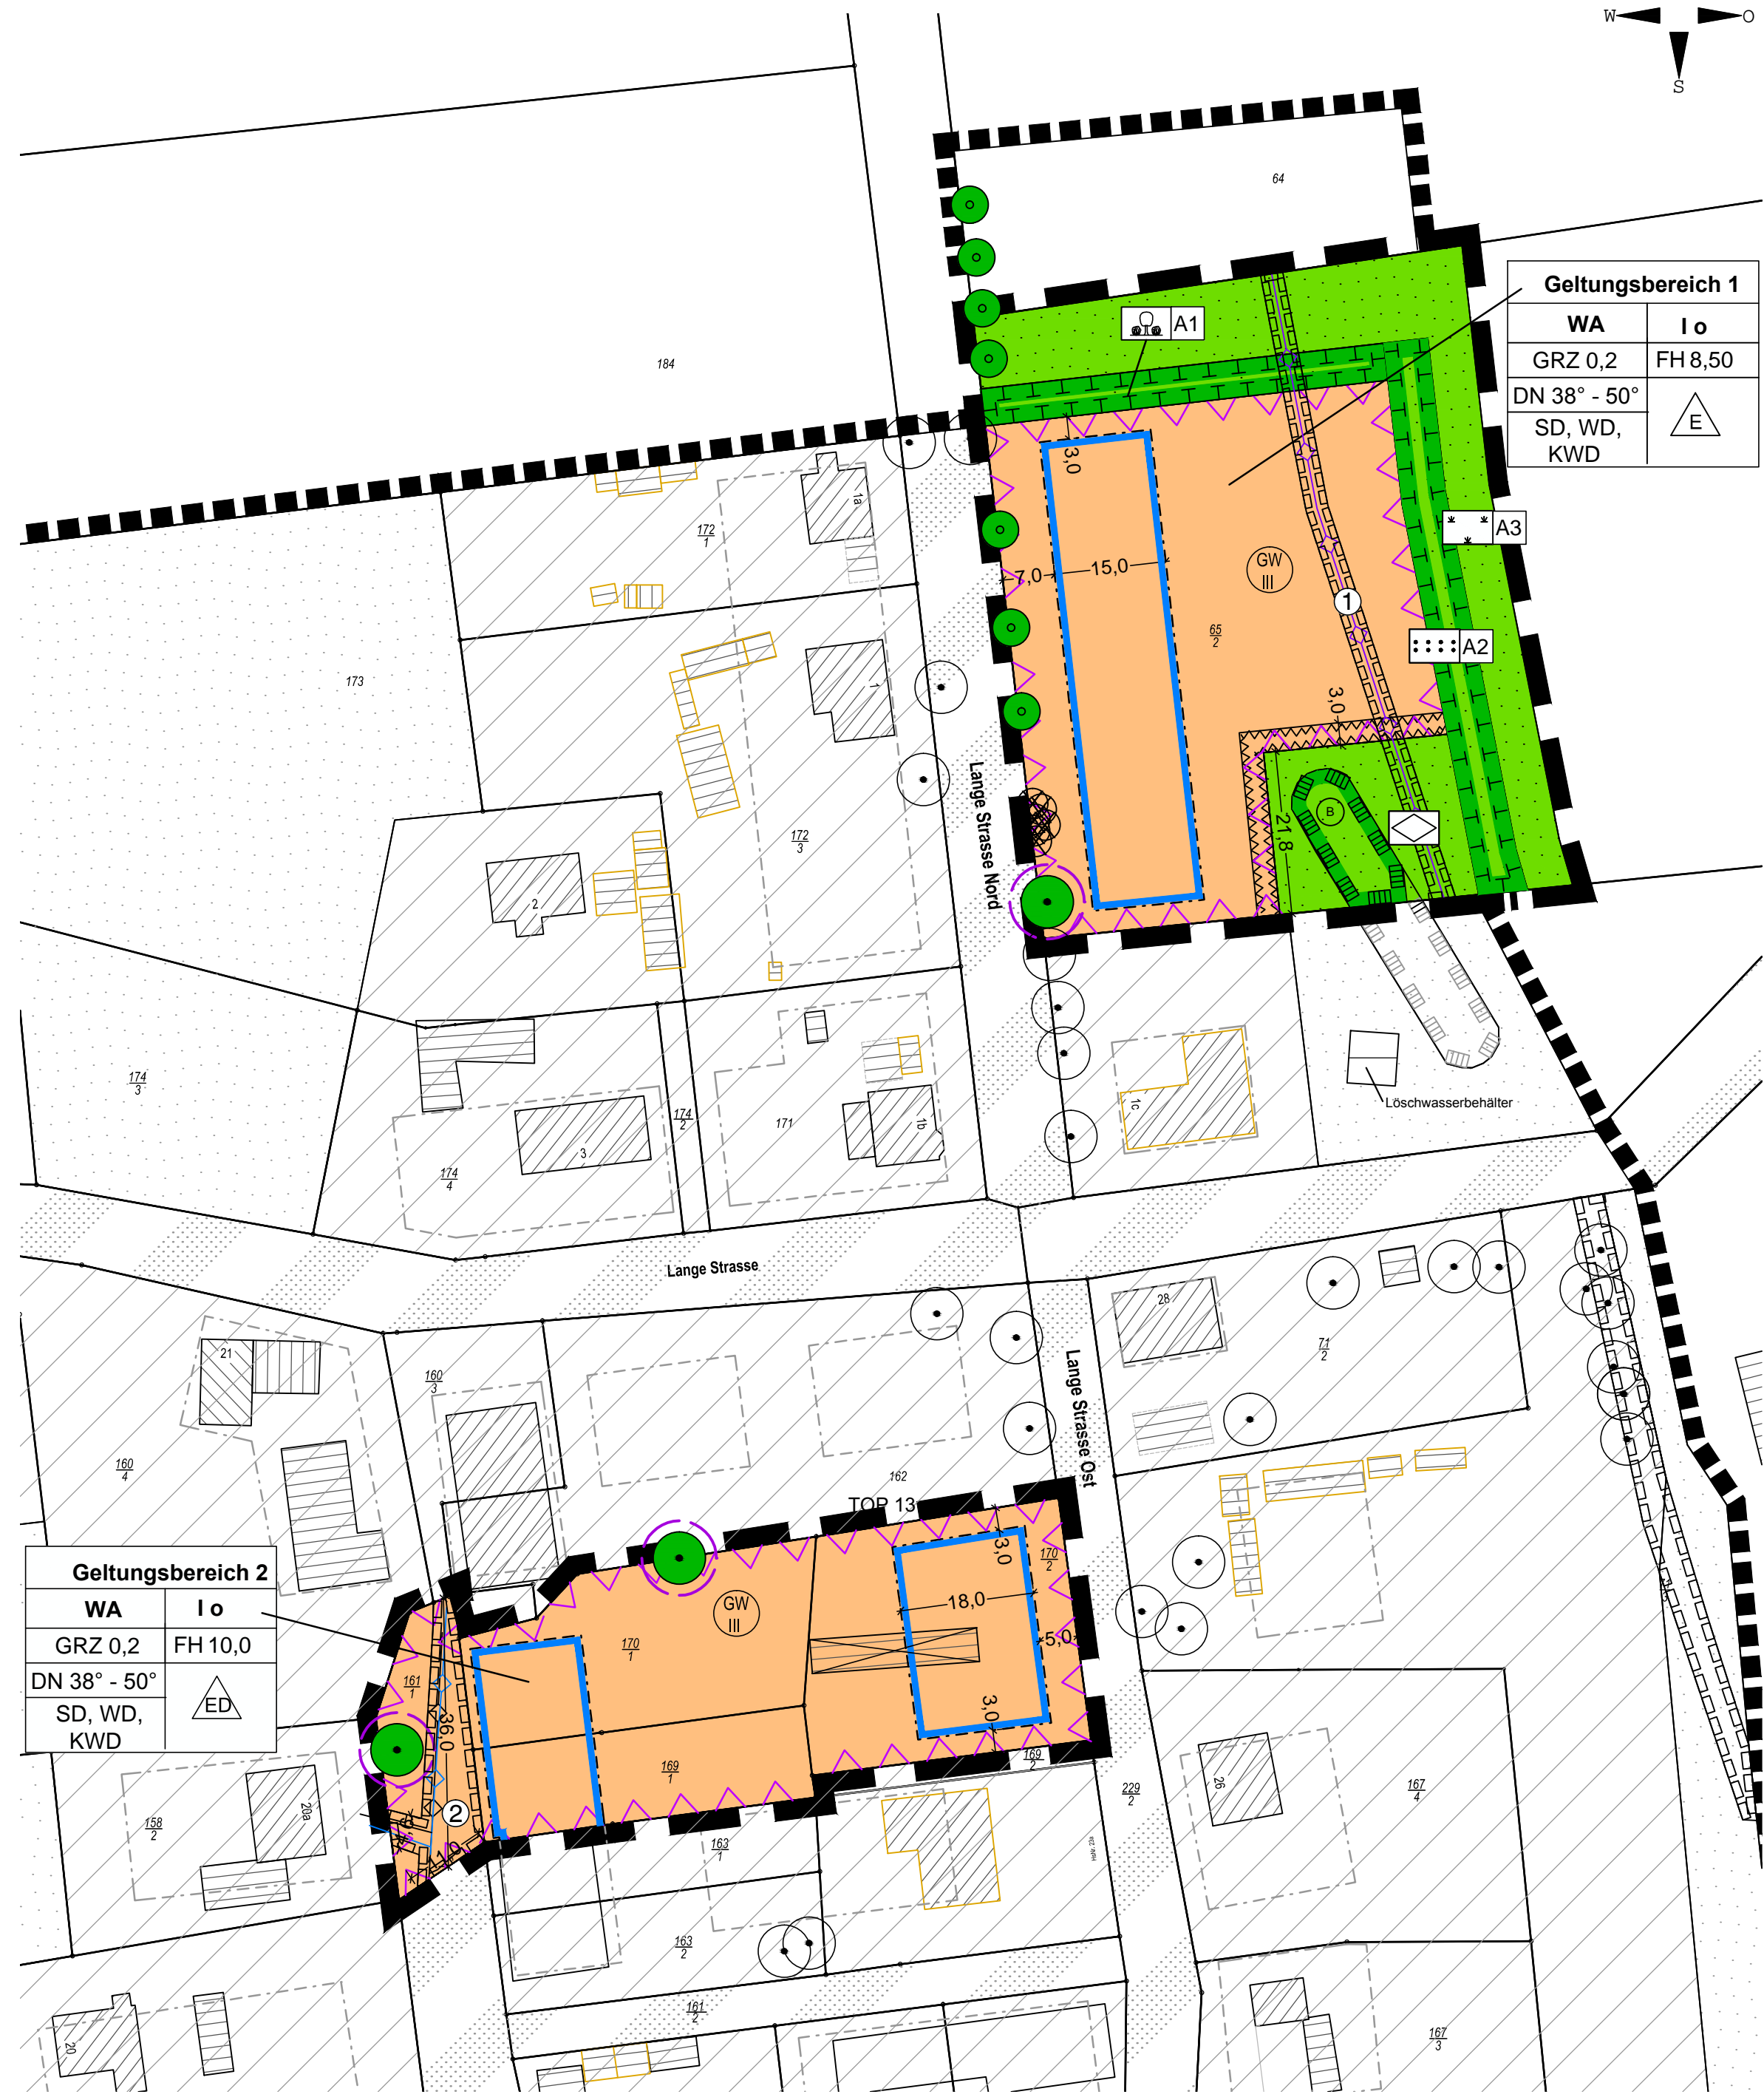 W O
S
64
Geltungsbereich 1
WA I o
GRZ 0,2 FH 8,50
DN 38° - 50°
SD, WD,
KWD
E
A1
184
3,0
1a
172
1
A3
GW
III
7,0
15,0
1
65
2
A2
173
1
3,0
Lange Strasse Nord
B
21,8
172
3
2
174
3
Löschwasserbehälter
1c
174
2
171
1b
3
174
4
Lange Strasse
28
21
71
2
160
3
Lange Strasse Ost
160
4
162
TOP 13
3,0
170
2
Geltungsbereich 2
WA I o
GRZ 0,2 FH 10,0
DN 38° - 50°
SD, WD,
KWD
ED
18,0
GW
III
170
1
5,0
161
1
36,0
3,0
169
2
169
1
26
229
2
167
4
20a
2
158
2
163
1
163
2
161
2
20
167
3